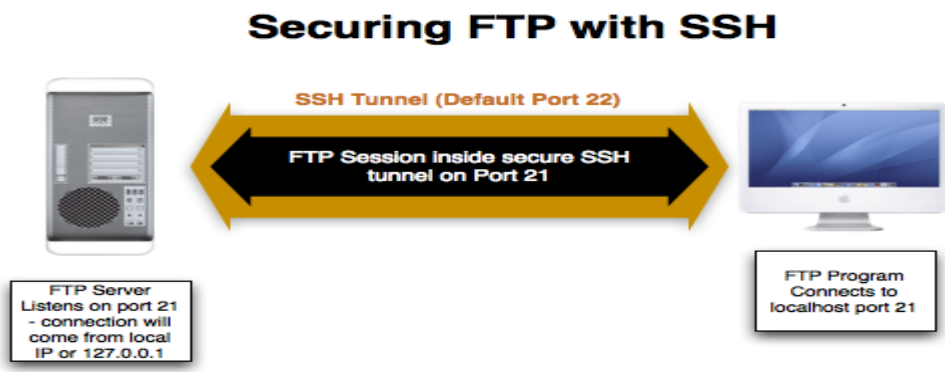 Securing FTP with SSH
SSH Tunnel (Default Port 22)
FTP Session inside secure SSH
tunnel on Port 21
FTP Server
Listens on port 21
- connection will
come from local
IP or 127.0.0.1
FTP Program
Connects to
localhost port 21